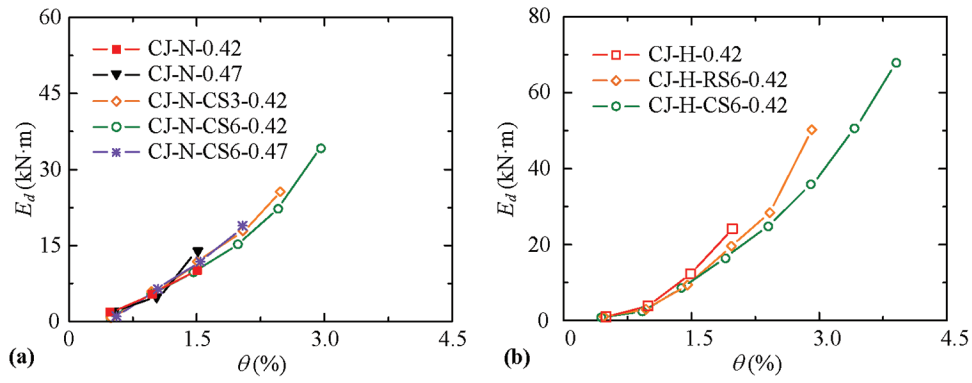 60
45
30
15
0
E_d (kN·m)
CJ-N-0.42
CJ-N-0.47
CJ-N-CS3-0.42
CJ-N-CS6-0.42
CJ-N-CS6-0.47
0 1.5 3.0 4.5
(a)
θ (%)
80
60
40
20
0
E_d (kN·m)
CJ-H-0.42
CJ-H-RS6-0.42
CJ-H-CS6-0.42
0 1.5 3.0 4.5
(b)
θ (%)